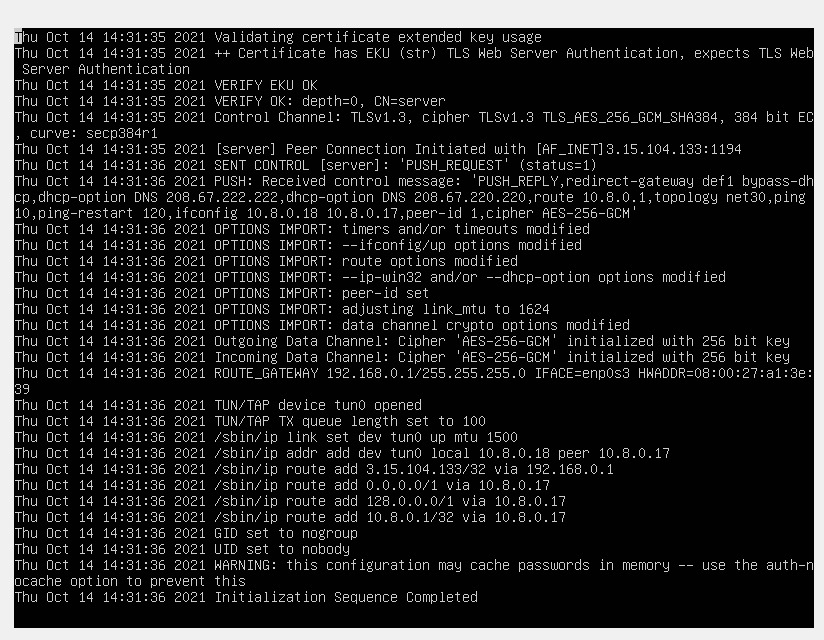 Thu Oct 14 14:31:35 2021 Validating certificate extended key usage
Thu Oct 14 14:31:35 2021 ++ Certificate has EKU (str) TLS Web Server Authentication, expects TLS Web
 Server Authentication
Thu Oct 14 14:31:35 2021 VERIFY EKU OK
Thu Oct 14 14:31:35 2021 VERIFY OK: depth=0, CN=server
Thu Oct 14 14:31:35 2021 Control Channel: TLSv1.3, cipher TLSv1.3 TLS_AES_256_GCM_SHA384, 384 bit EC
, curve: secp384r1
Thu Oct 14 14:31:35 2021 [server] Peer Connection Initiated with [AF_INET]3.15.104.133:1194
Thu Oct 14 14:31:36 2021 SENT CONTROL [server]: 'PUSH_REQUEST' (status=1)
Thu Oct 14 14:31:36 2021 PUSH: Received control message: 'PUSH_REPLY,redirect-gateway def1 bypass-dh
cp,dhcp-option DNS 208.67.222.222,dhcp-option DNS 208.67.220.220,route 10.8.0.1,topology net30,ping
10,ping-restart 120,ifconfig 10.8.0.18 10.8.0.17,peer-id 1,cipher AES-256-GCM'
Thu Oct 14 14:31:36 2021 OPTIONS IMPORT: timers and/or timeouts modified
Thu Oct 14 14:31:36 2021 OPTIONS IMPORT: --ifconfig/up options modified
Thu Oct 14 14:31:36 2021 OPTIONS IMPORT: route options modified
Thu Oct 14 14:31:36 2021 OPTIONS IMPORT: --ip-win32 and/or --dhcp-option options modified
Thu Oct 14 14:31:36 2021 OPTIONS IMPORT: peer-id set
Thu Oct 14 14:31:36 2021 OPTIONS IMPORT: adjusting link_mtu to 1624
Thu Oct 14 14:31:36 2021 OPTIONS IMPORT: data channel crypto options modified
Thu Oct 14 14:31:36 2021 Outgoing Data Channel: Cipher 'AES-256-GCM' initialized with 256 bit key
Thu Oct 14 14:31:36 2021 Incoming Data Channel: Cipher 'AES-256-GCM' initialized with 256 bit key
Thu Oct 14 14:31:36 2021 ROUTE_GATEWAY 192.168.0.1/255.255.255.0 IFACE=enp0s3 HWADDR=08:00:27:a1:3e:
39
Thu Oct 14 14:31:36 2021 TUN/TAP device tun0 opened
Thu Oct 14 14:31:36 2021 TUN/TAP TX queue length set to 100
Thu Oct 14 14:31:36 2021 /sbin/ip link set dev tun0 up mtu 1500
Thu Oct 14 14:31:36 2021 /sbin/ip addr add dev tun0 local 10.8.0.18 peer 10.8.0.17
Thu Oct 14 14:31:36 2021 /sbin/ip route add 3.15.104.133/32 via 192.168.0.1
Thu Oct 14 14:31:36 2021 /sbin/ip route add 0.0.0.0/1 via 10.8.0.17
Thu Oct 14 14:31:36 2021 /sbin/ip route add 128.0.0.0/1 via 10.8.0.17
Thu Oct 14 14:31:36 2021 /sbin/ip route add 10.8.0.1/32 via 10.8.0.17
Thu Oct 14 14:31:36 2021 GID set to nogroup
Thu Oct 14 14:31:36 2021 UID set to nobody
Thu Oct 14 14:31:36 2021 WARNING: this configuration may cache passwords in memory -- use the auth-n
ocache option to prevent this
Thu Oct 14 14:31:36 2021 Initialization Sequence Completed